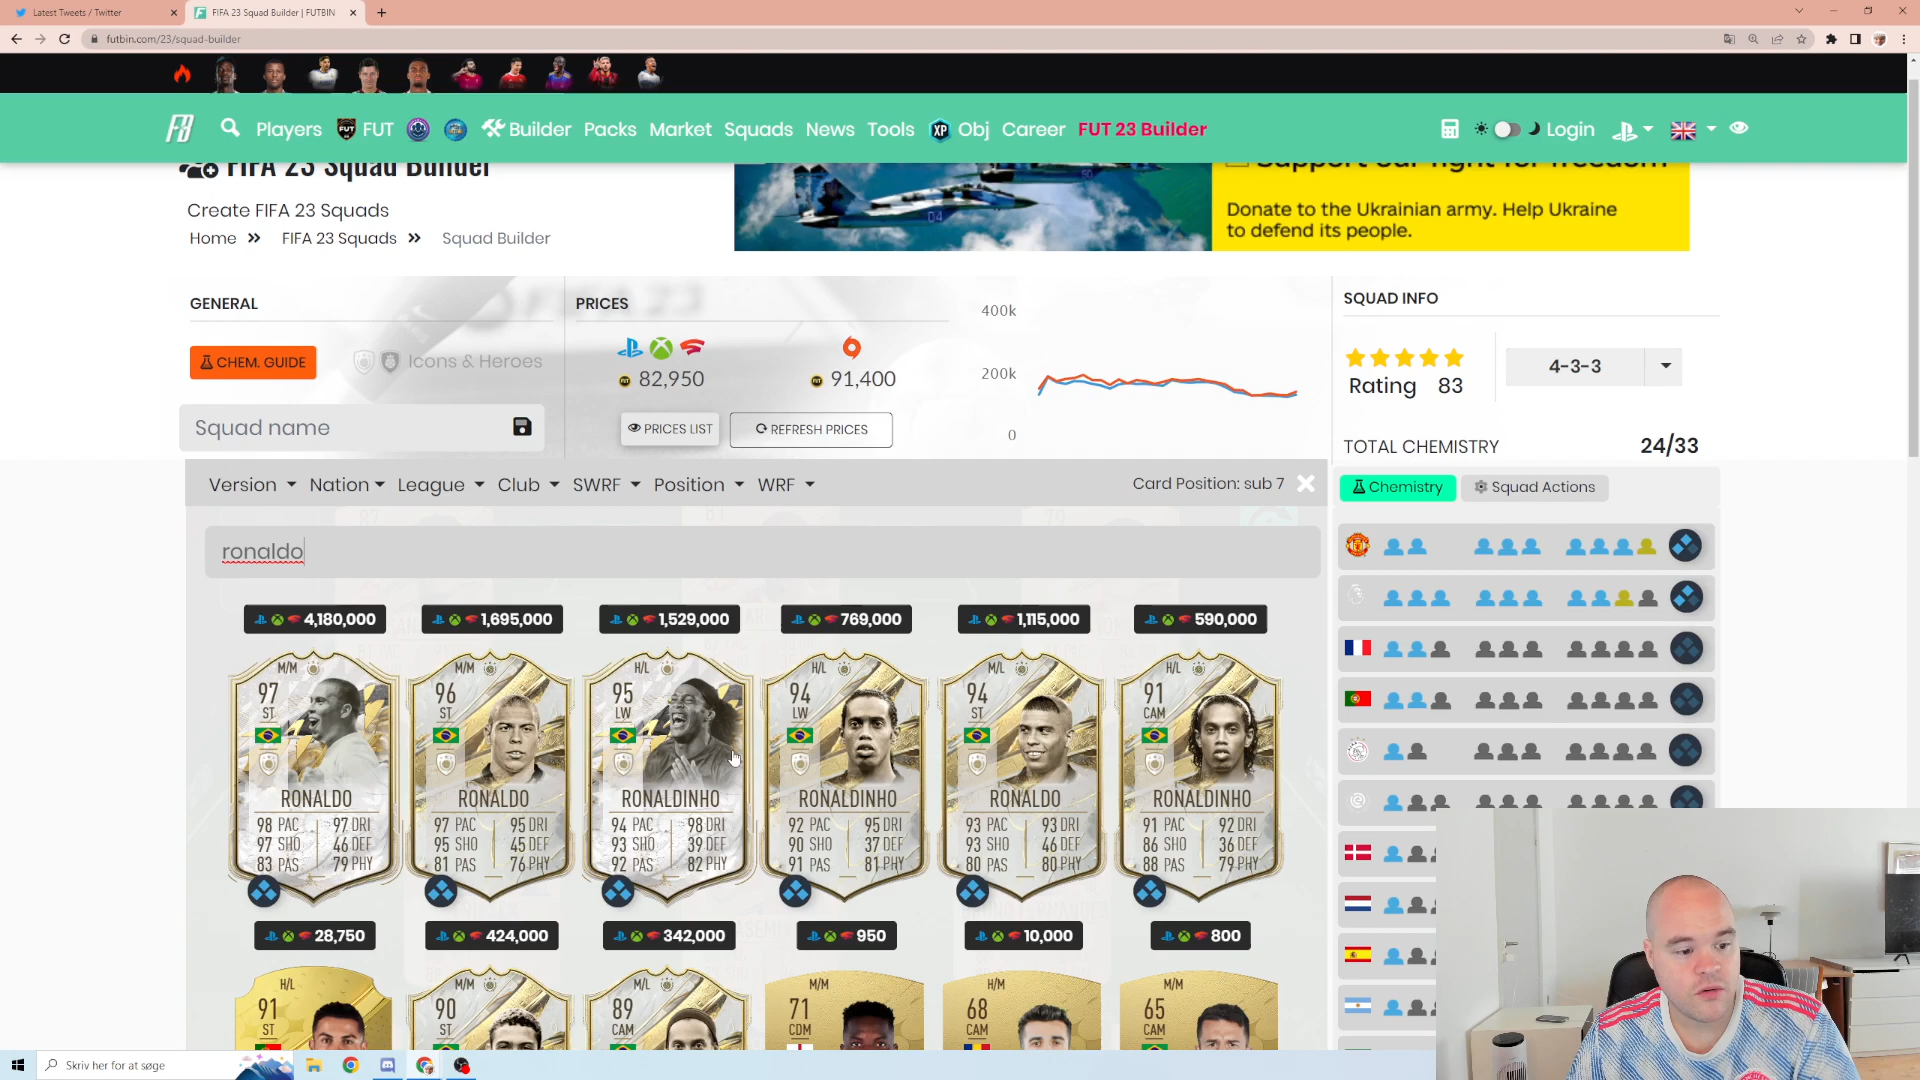 Latest Tweets / Twitter
FIFA 23 Squad Builder | FUTBIN
futbin.com/23/squad-builder
Players FUT Builder Packs Market Squads News Tools XP Obj Career FUT 23 Builder Login
FIFA 23 Squad Builder
Support our fight for freedom
Create FIFA 23 Squads
Donate to the Ukrainian army. Help Ukraine
to defend its people.
Home » FIFA 23 Squads » Squad Builder
GENERAL
PRICES
400k
SQUAD INFO
CHEM. GUIDE
Icons & Heroes
82,950
91,400
200k
Rating 83
4-3-3
Squad name
PRICES LIST
REFRESH PRICES
0
TOTAL CHEMISTRY 24/33
Version Nation League Club SWRF Position WRF
Card Position: sub 7
Chemistry
Squad Actions
ronaldo
4,180,000 1,695,000 1,529,000 769,000 1,115,000 590,000
M/M M/M H/L H/L M/L H/L
97 96 95 94 94 91
ST ST LW LW ST CAM
RONALDO RONALDO RONALDINHO RONALDINHO RONALDO RONALDINHO
98 PAC 97 DRI 97 PAC 95 DRI 94 PAC 98 DRI 92 PAC 95 DRI 93 PAC 93 DRI 91 PAC 92 DRI
97 SHO 46 DEF 95 SHO 45 DEF 93 SHO 39 DEF 90 SHO 37 DEF 93 SHO 46 DEF 86 SHO 36 DEF
83 PAS 79 PHY 81 PAS 76 PHY 92 PAS 82 PHY 91 PAS 81 PHY 80 PAS 80 PHY 88 PAS 79 PHY
28,750 424,000 342,000 950 10,000 800
H/L M/M M/L M/M H/M M/M
91 90 89 71 68 65
ST ST CAM CDM CAM CAM
Skriv her for at søge